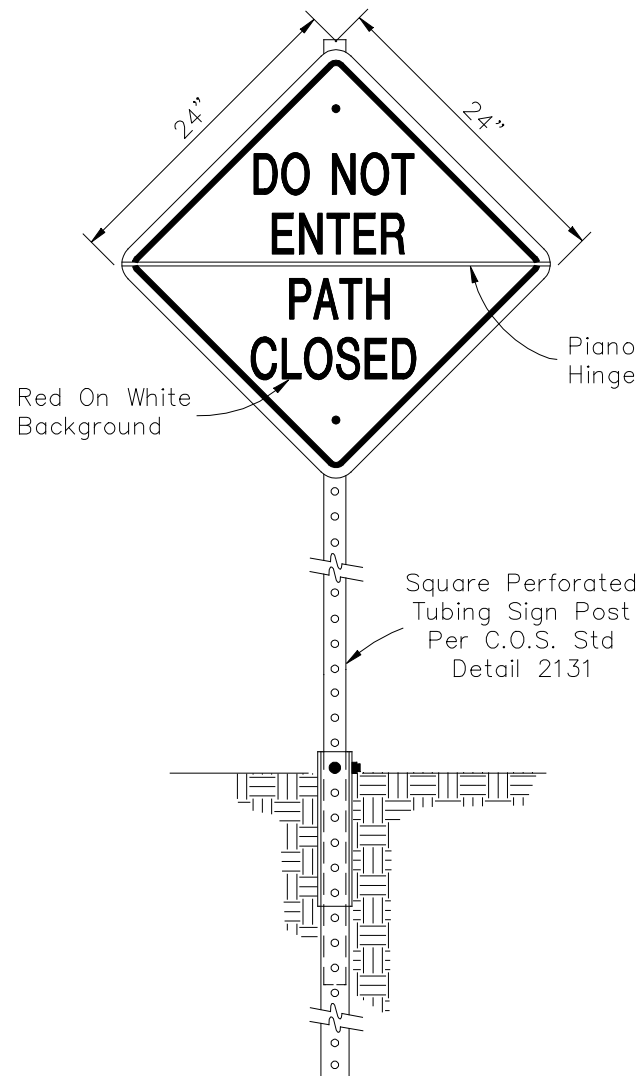 24”
24”
DO NOT
ENTER
PATH
CLOSED
Piano
Hinge
Red On White
Background
Square Perforated
Tubing Sign Post
Per C.O.S. Std
Detail 2131